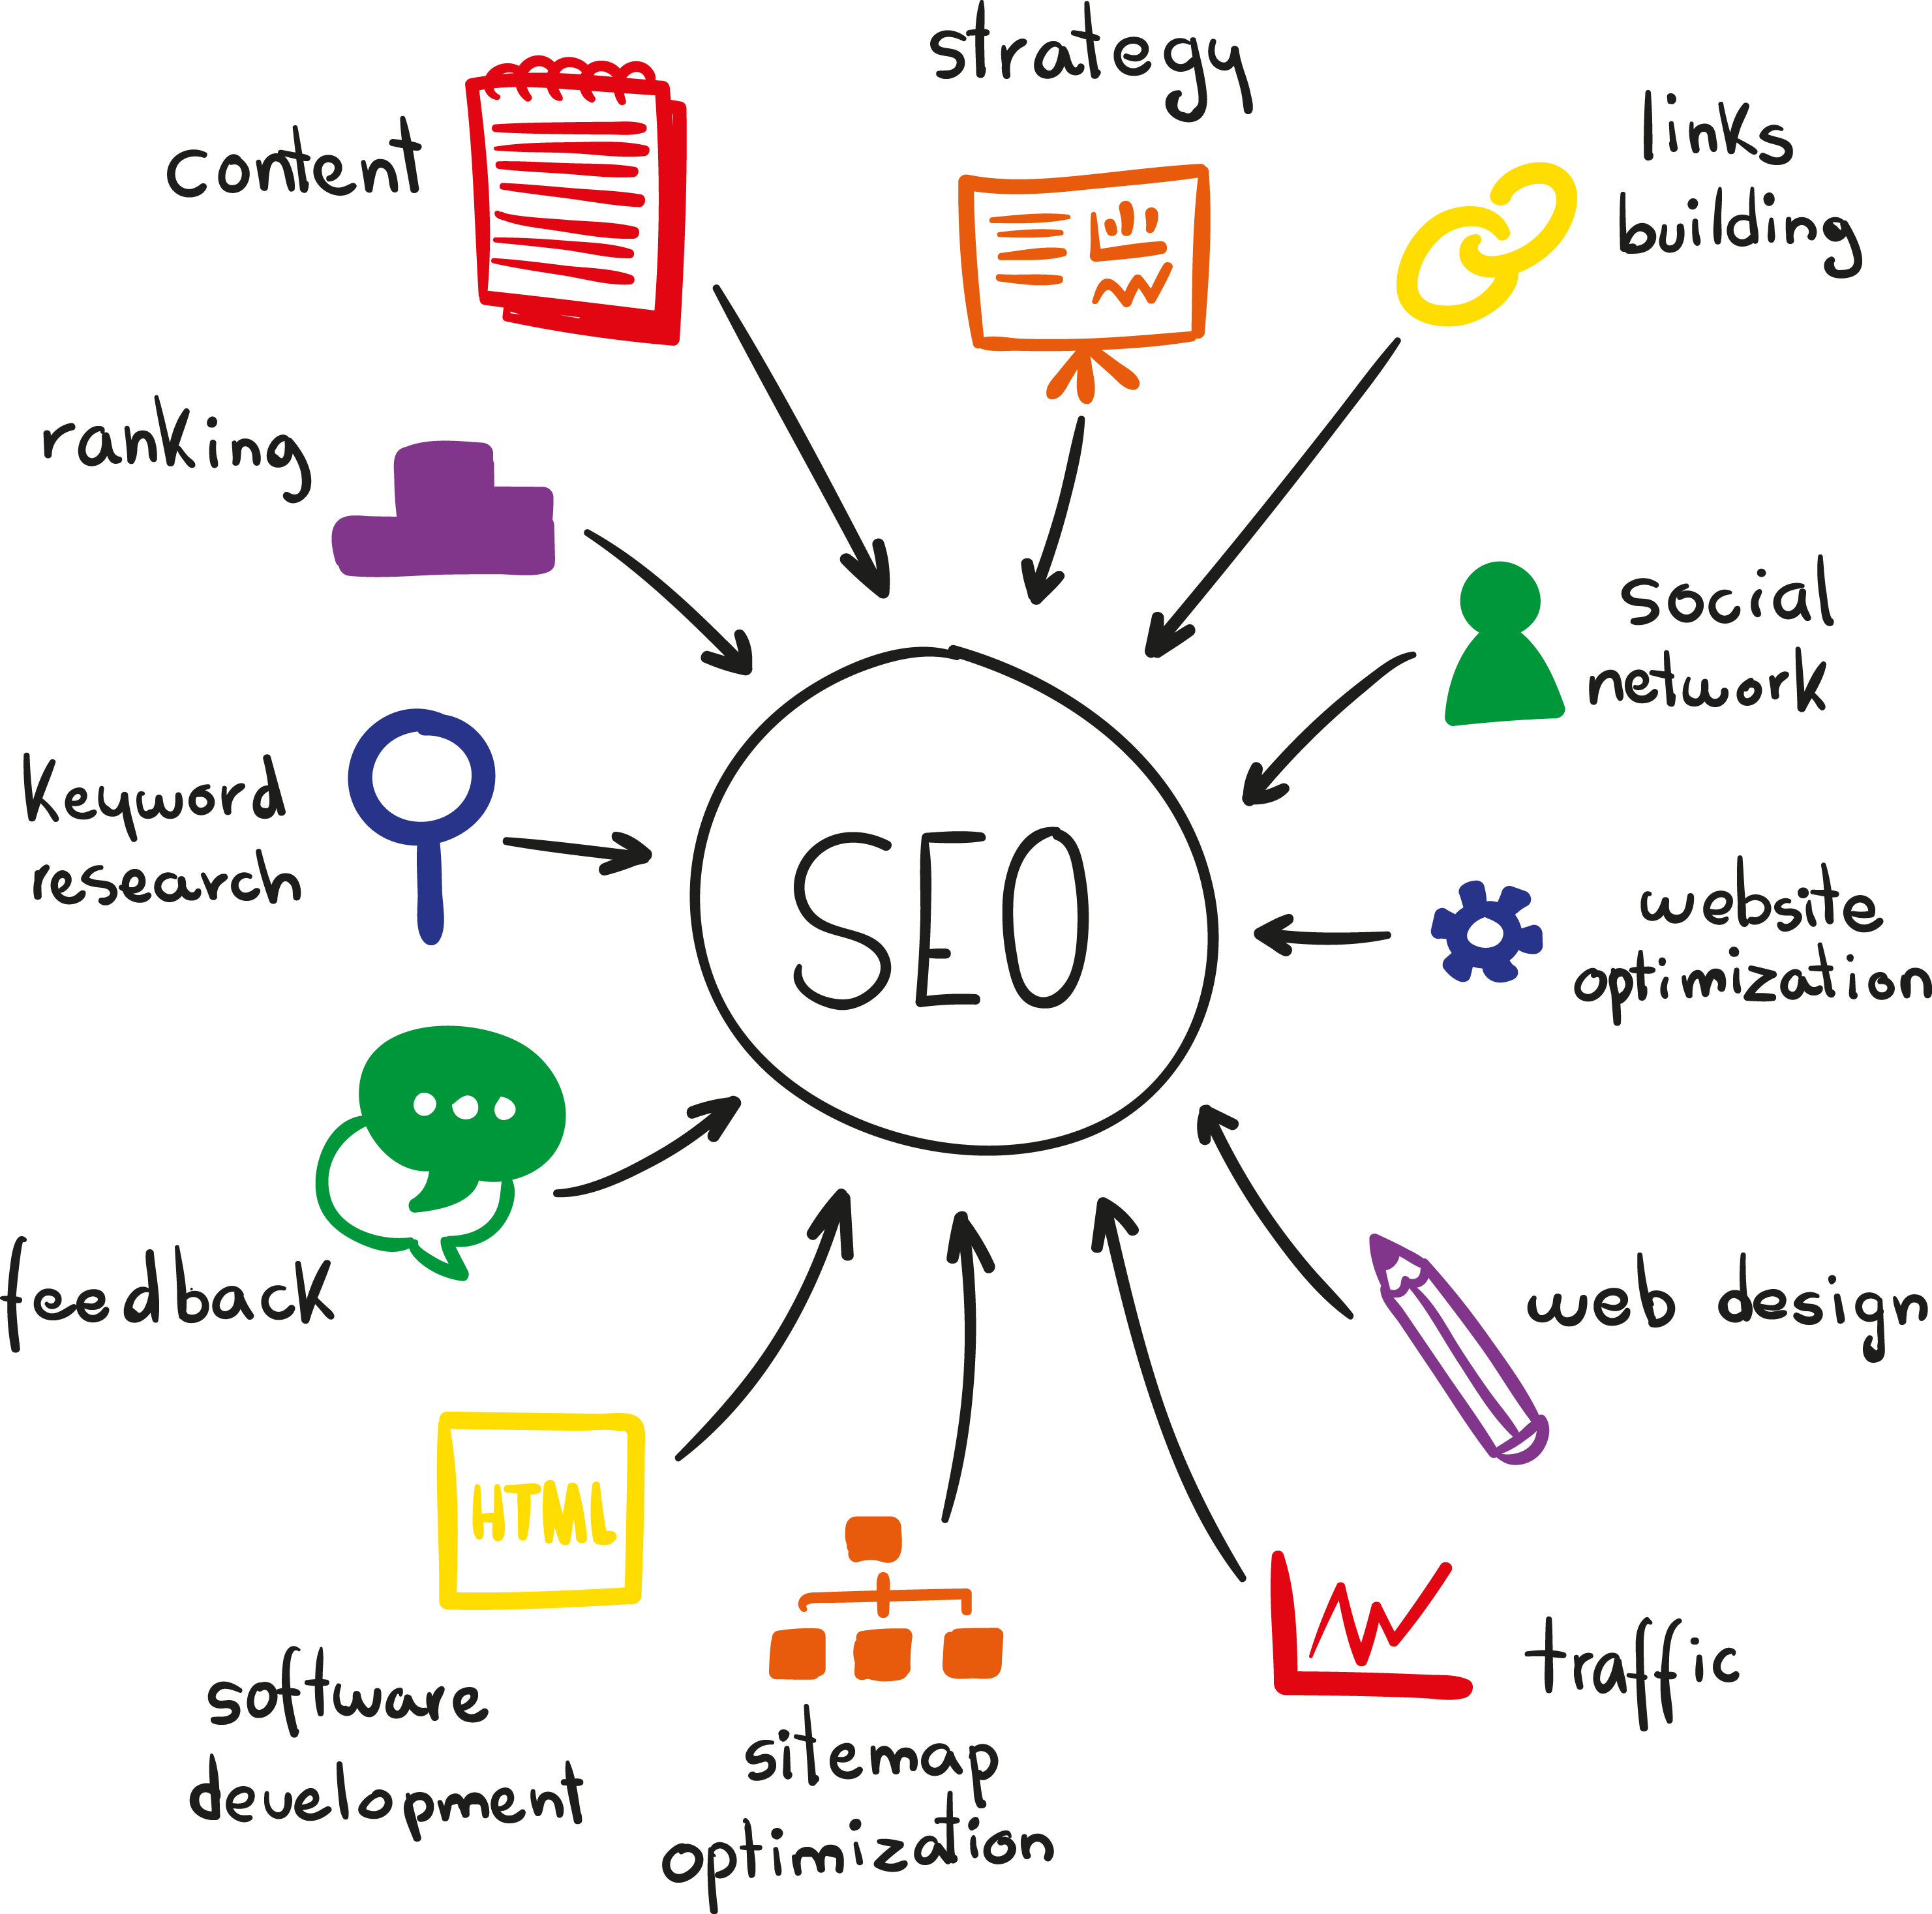 strategy
content
links
building
ranking
social
network
keyword
research
SEO
website
optimization
feedback
web design
HTML
software
development
sitemap
optimization
traffic